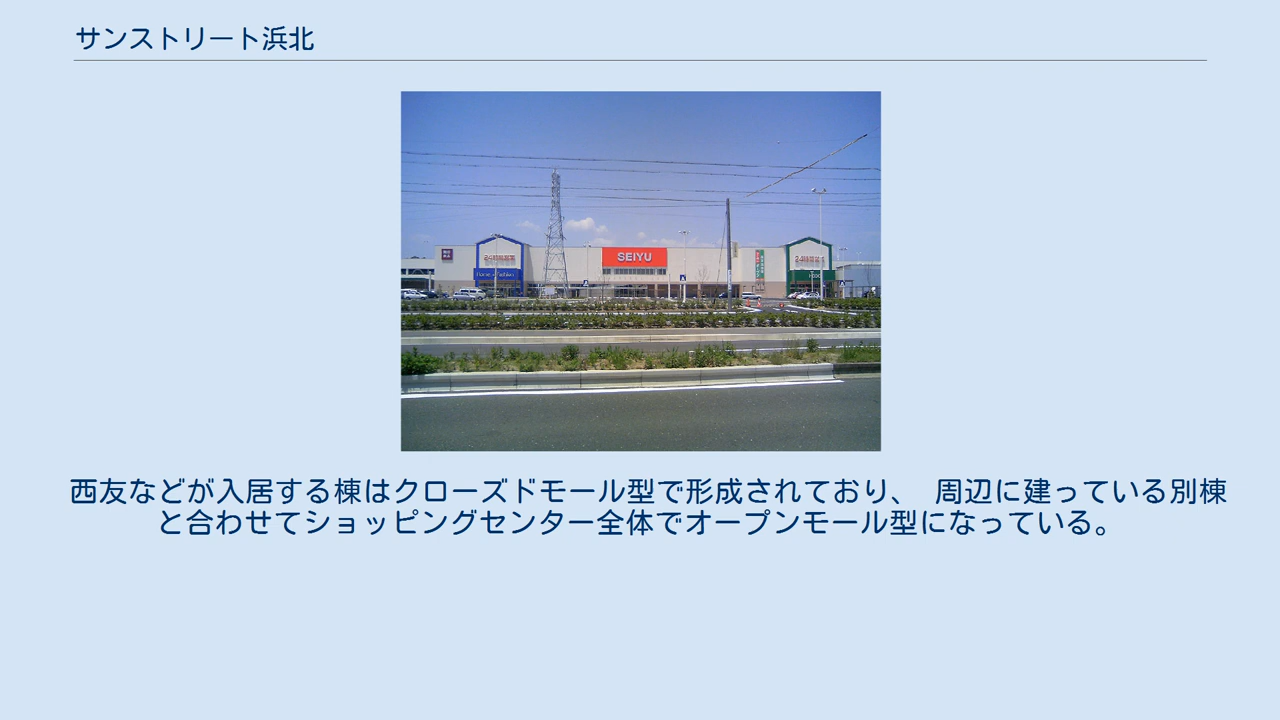 サンストリート浜北
SEIYU
西友などが入居する棟はクローズドモール型で形成されており、 周辺に建っている別棟
と合わせてショッピングセンター全体でオープンモール型になっている。